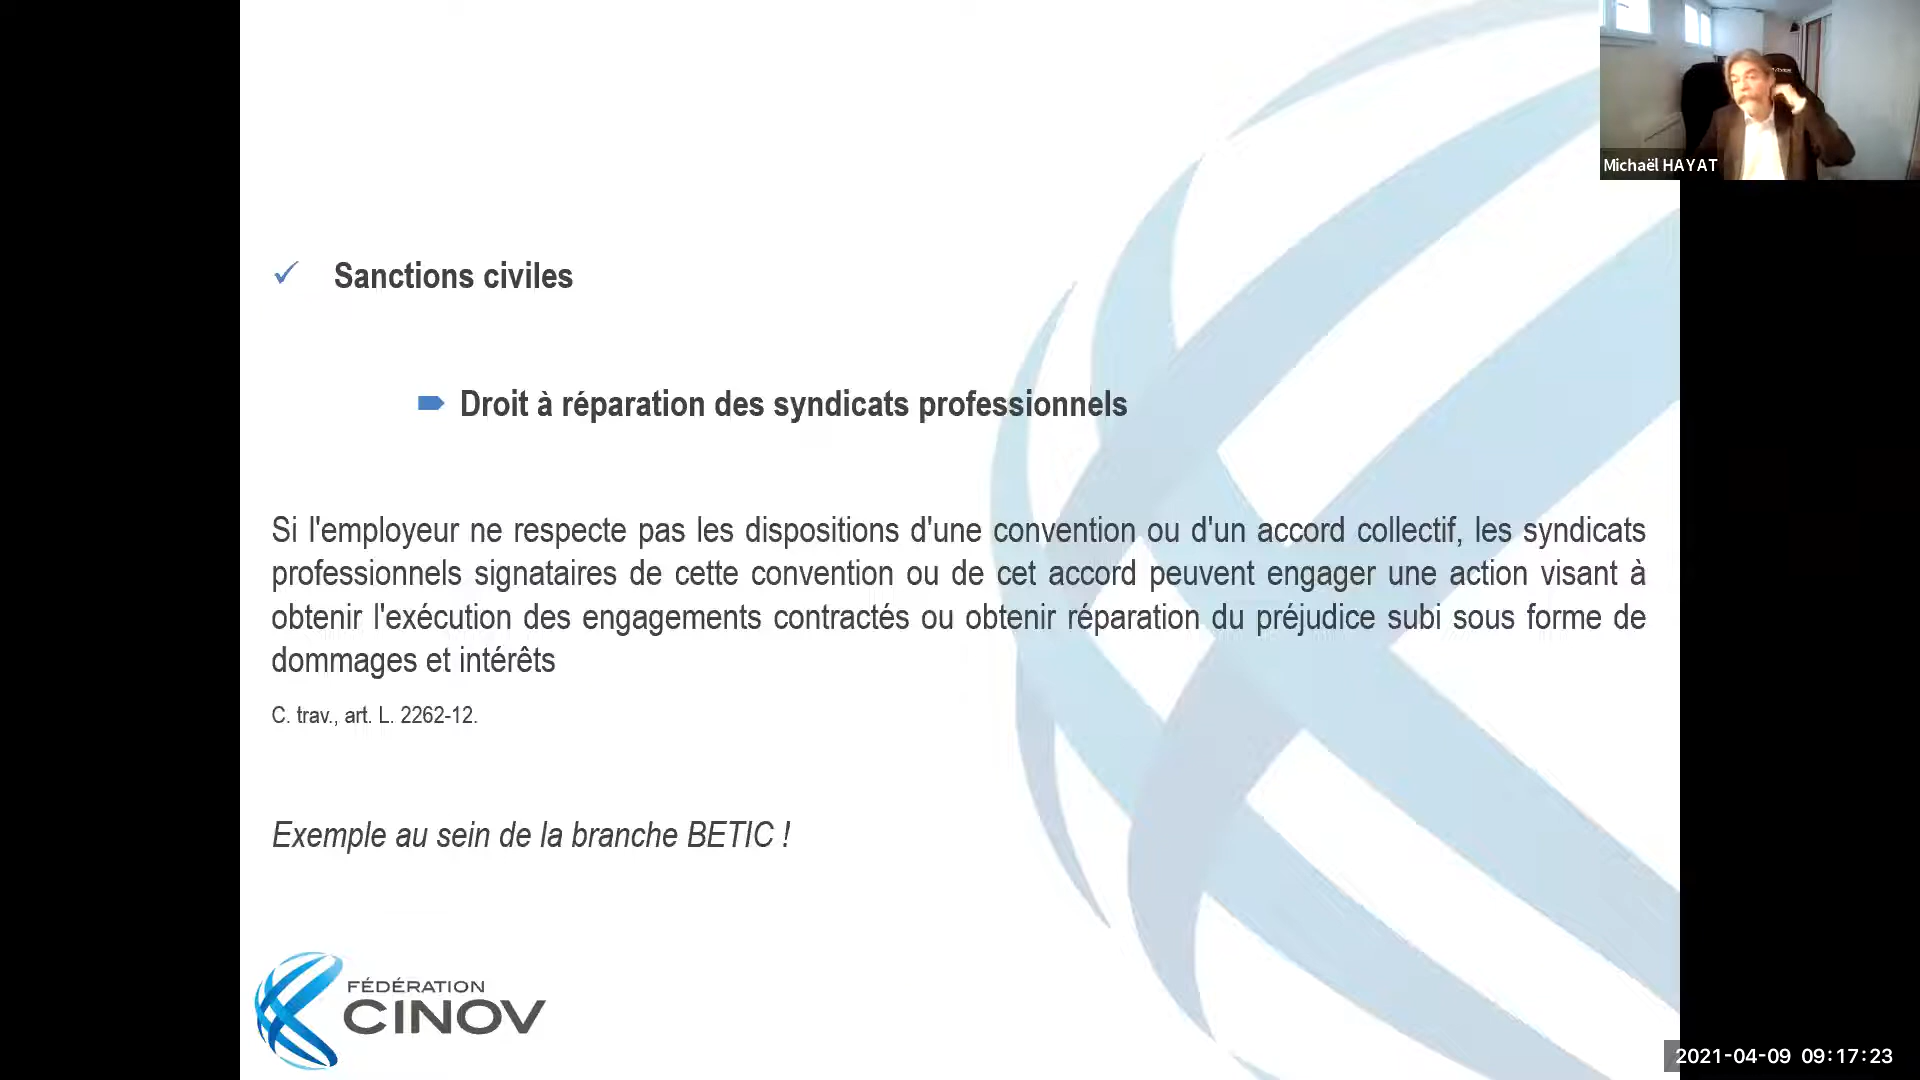 Michaël HAYAT
Sanctions civiles
Droit à réparation des syndicats professionnels
Si l'employeur ne respecte pas les dispositions d'une convention ou d'un accord collectif, les syndicats
professionnels signataires de cette convention ou de cet accord peuvent engager une action visant à
obtenir l'exécution des engagements contractés ou obtenir réparation du préjudice subi sous forme de
dommages et intérêts
C. trav., art. L. 2262-12.
Exemple au sein de la branche BETIC !
FÉDÉRATION
CINOV
2021-04-09 09:17:23